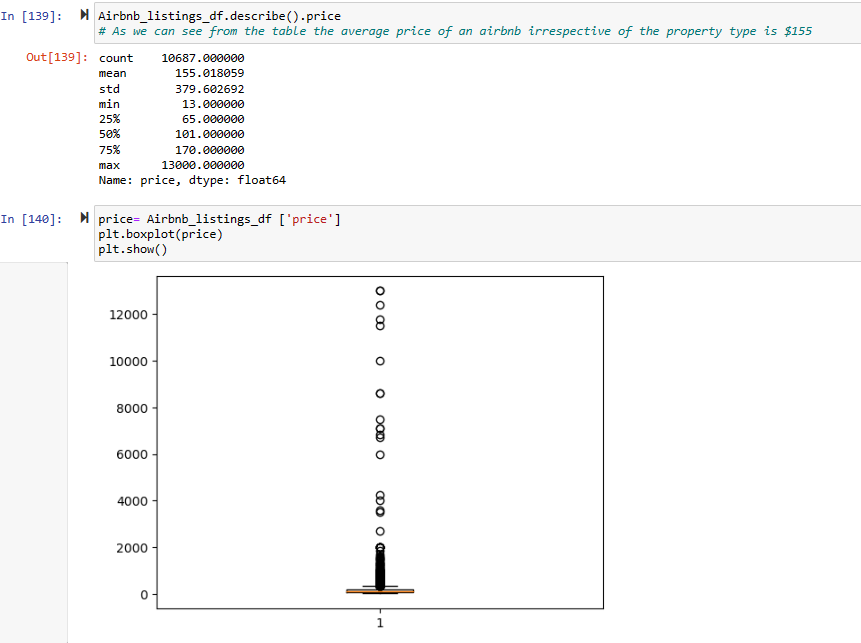 In [139]: Airbnb_listings_df.describe().price
# As we can see from the table the average price of an airbnb irrespective of the property type is $155
Out[139]: count 10687.000000
mean 155.018059
std 379.602692
min 13.000000
25% 65.000000
50% 101.000000
75% 170.000000
max 13000.000000
Name: price, dtype: float64
In [140]: price= Airbnb_listings_df ['price']
plt.boxplot(price)
plt.show()
12000
10000
8000
6000
4000
2000
0
1